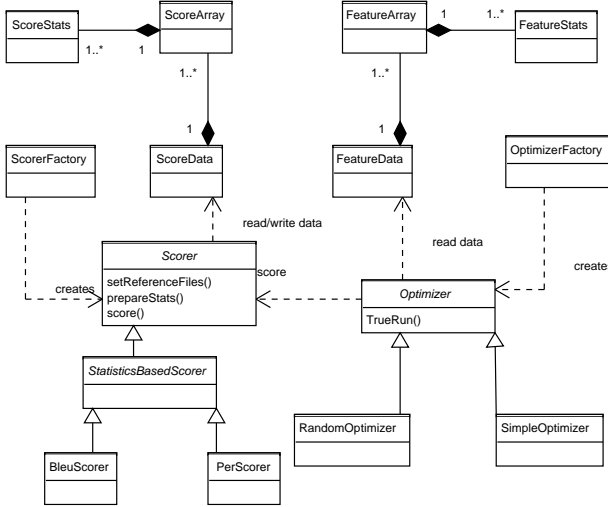 ScoreStats
1..*
1
ScoreArray
1..*
1
ScoreData
FeatureArray
1
1..*
FeatureStats
1..*
1
FeatureData
ScorerFactory
OptimizerFactory
read/write data
read data
creates
Scorer
setReferenceFiles()
prepareStats()
score()
score
Optimizer
TrueRun()
creates
StatisticsBasedScorer
BleuScorer
PerScorer
RandomOptimizer
SimpleOptimizer